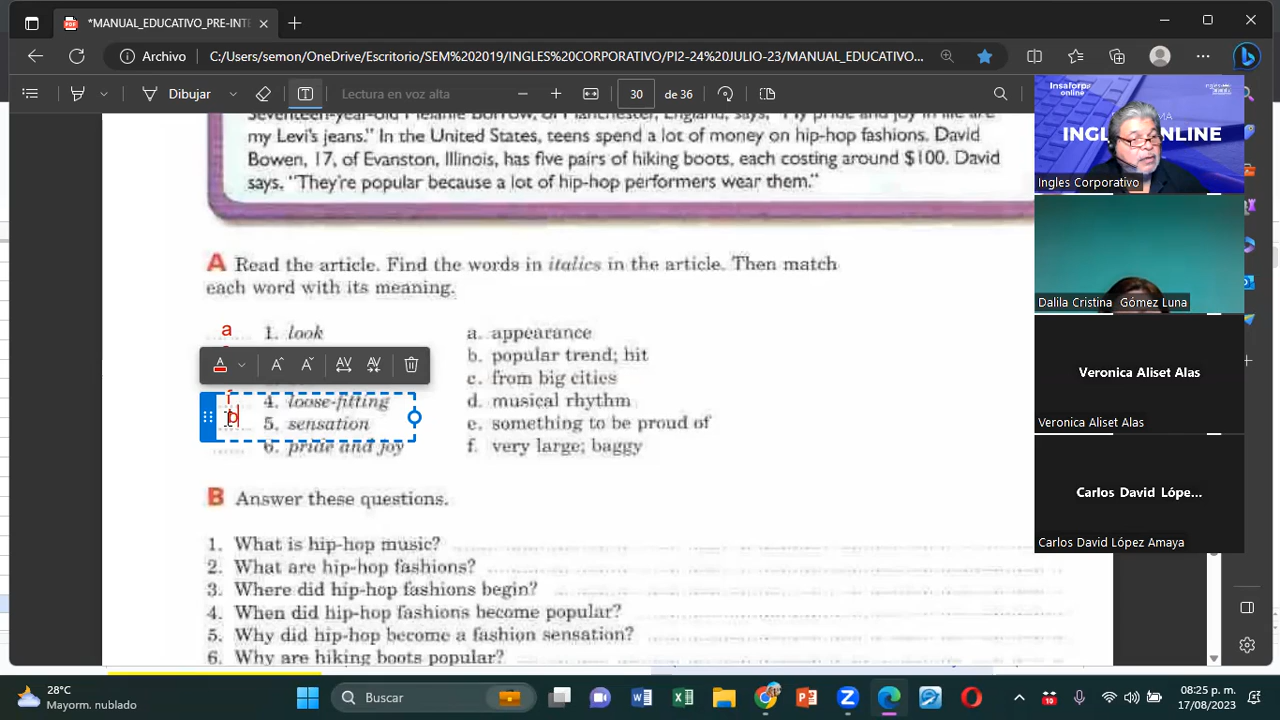 *MANUAL_EDUCATIVO_PRE-INTE
Archivo
C:/Users/semon/OneDrive/Escritorio/SEM%202019/INGLES%20CORPORATIVO/PI2-24%20JULIO-23/MANUAL_EDUCATIVO_PRE...
Dibujar
Lectura en voz alta
30
de 36
my Levi's jeans." In the United States, teens spend a lot of money on hip-hop fashions. David
Bowen, 17, of Evanston, Illinois, has five pairs of hiking boots, each costing around $100. David
says. "They're popular because a lot of hip-hop performers wear them."
A Read the article. Find the words in italics in the article. Then match
each word with its meaning.
a 1. look
a. appearance
b. popular trend; hit
c. from big cities
4. loose-fitting
d. musical rhythm
b 5. sensation
e. something to be proud of
6. pride and joy
f. very large; baggy
B Answer these questions.
1. What is hip-hop music?
2. What are hip-hop fashions?
3. Where did hip-hop fashions begin?
4. When did hip-hop fashions become popular?
5. Why did hip-hop become a fashion sensation?
6. Why are hiking boots popular?
Insaforp
online
INGL ONLINE
Ingles Corporativo
Dalila Cristina Gómez Luna
Veronica Aliset Alas
Veronica Aliset Alas
Carlos David Lópe...
Carlos David López Amaya
28°C
Mayorm. nublado
Buscar
10
08:25 p. m.
17/08/2023